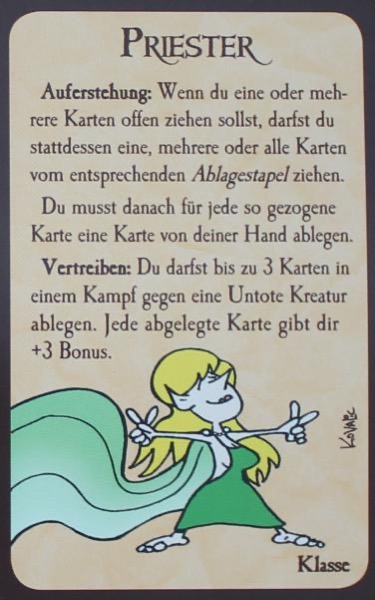 Priester
Auferstehung: Wenn du eine oder meh-
rere Karten offen ziehen sollst, darfst du
stattdessen eine, mehrere oder alle Karten
vom entsprechenden Ablagestapel ziehen.
Du musst danach für jede so gezogene
Karte eine Karte von deiner Hand ablegen.
Vertreiben: Du darfst bis zu 3 Karten in
einem Kampf gegen eine Untote Kreatur
ablegen. Jede abgelegte Karte gibt dir
+3 Bonus.
Kovalic
Klasse